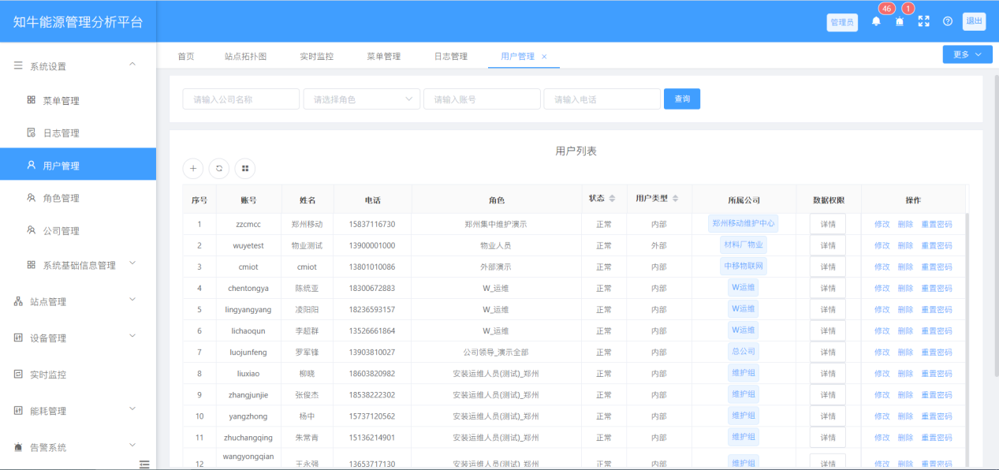 知牛能源管理分析平台
管理员
46
1
退出
系统设置
菜单管理
日志管理
用户管理
角色管理
公司管理
系统基础信息管理
站点管理
设备管理
实时监控
能耗管理
告警系统
首页 站点拓扑图 实时监控 菜单管理 日志管理 用户管理 ×
更多
请输入公司名称 请选择角色 请输入账号 请输入电话 查询
用户列表
序号 账号 姓名 电话 角色 状态 用户类型 所属公司 数据权限 操作
1 zzcmcc 郑州移动 15837116730 郑州集中维护演示 正常 内部 郑州移动维护中心 详情 修改 删除 重置密码
2 wuyetest 物业测试 13900001000 物业人员 正常 外部 材料厂物业 详情 修改 删除 重置密码
3 cmiot cmiot 13801010086 外部演示 正常 内部 中移物联网 详情 修改 删除 重置密码
4 chentongya 陈统亚 18300672883 W_运维 正常 内部 W运维 详情 修改 删除 重置密码
5 lingyangyang 凌阳阳 18236593157 W_运维 正常 内部 W运维 详情 修改 删除 重置密码
6 lichaoqun 李超群 13526661864 W_运维 正常 内部 W运维 详情 修改 删除 重置密码
7 luojunfeng 罗军锋 13903810027 公司领导_演示全部 正常 内部 总公司 详情 修改 删除 重置密码
8 liuxiao 柳晓 18603820982 安装运维人员(测试)_郑州 正常 内部 维护组 详情 修改 删除 重置密码
9 zhangjunjie 张俊杰 18538222302 安装运维人员(测试)_郑州 正常 内部 维护组 详情 修改 删除 重置密码
10 yangzhong 杨中 15737120562 安装运维人员(测试)_郑州 正常 内部 维护组 详情 修改 删除 重置密码
11 zhuchangqing 朱常青 15136214901 安装运维人员(测试)_郑州 正常 内部 维护组 详情 修改 删除 重置密码
12 wangyongqian 王永强 13653717130 安装运维人员(测试)_郑州 正常 内部 维护组 详情 修改 删除 重置密码